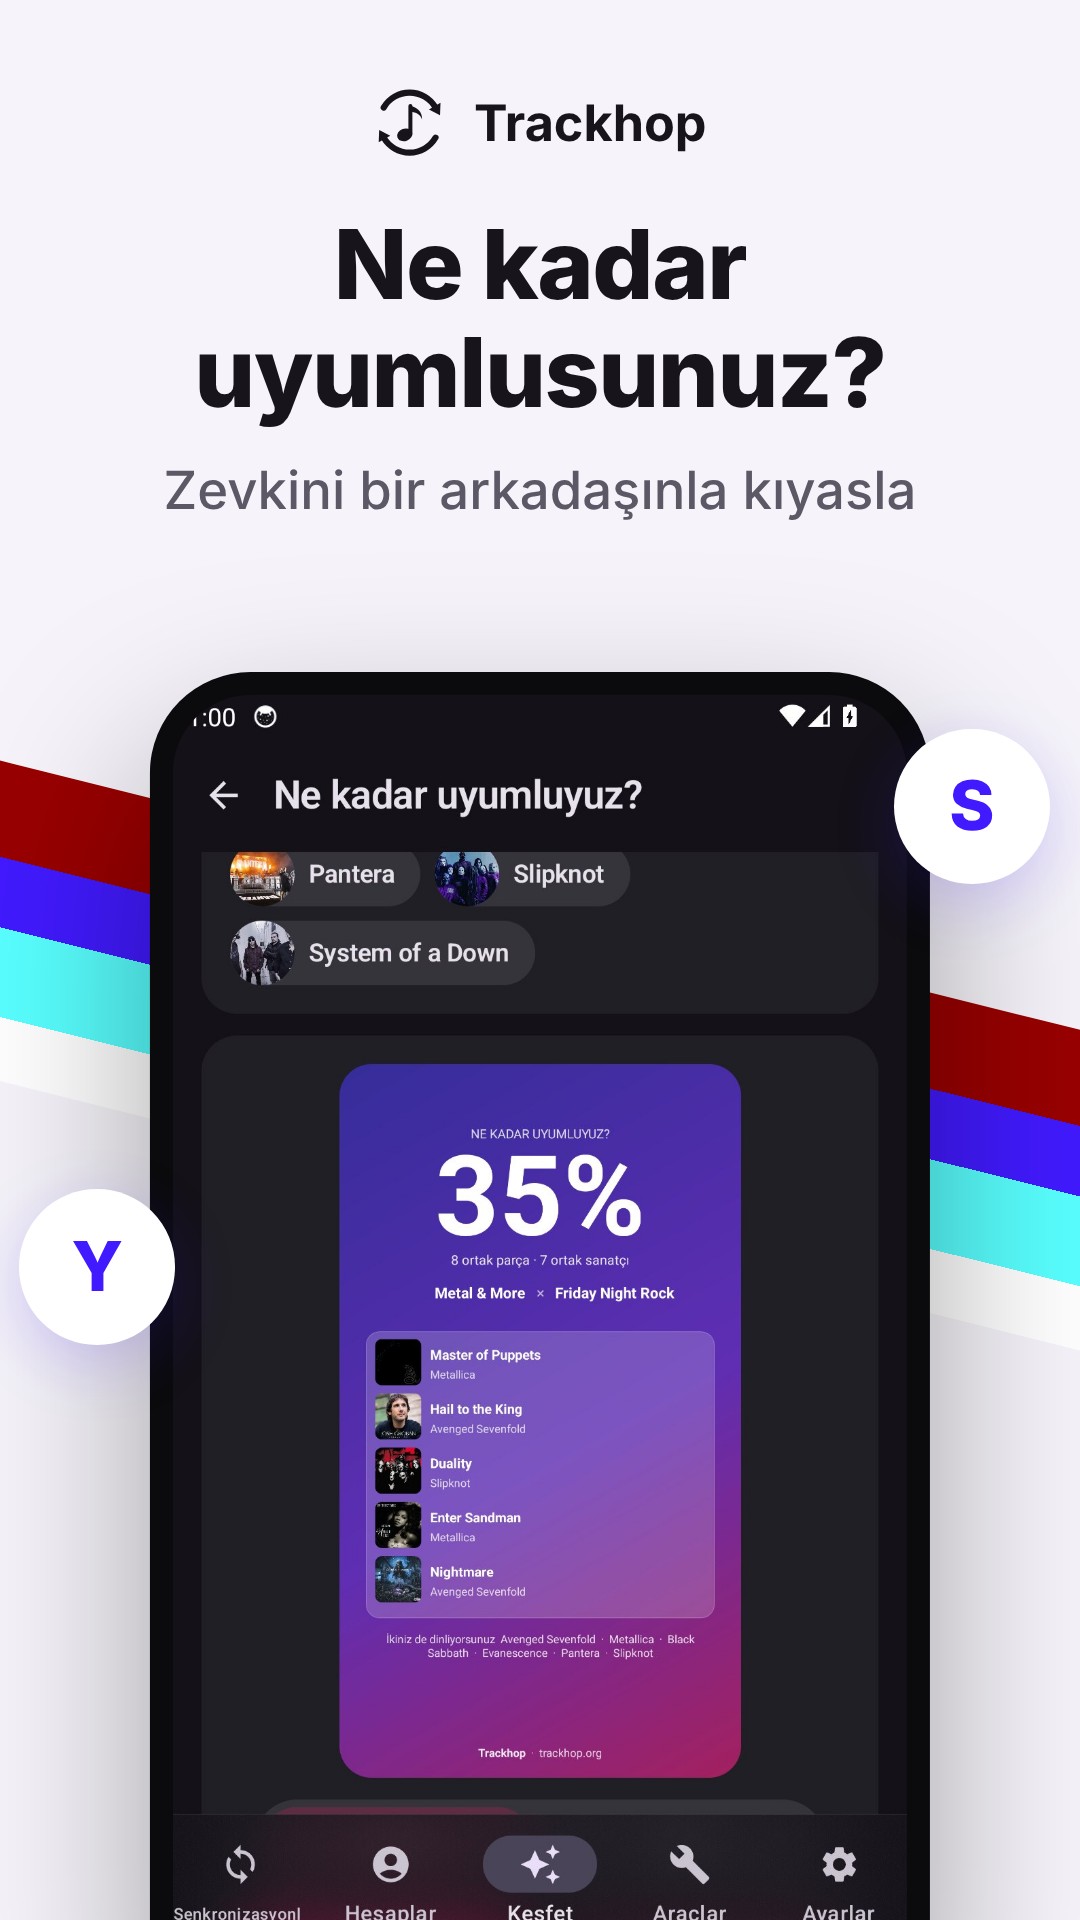 Trackhop
Ne kadar
uyumlusunuz?
Zevkini bir arkadaşınla kıyasla
:00
Ne kadar uyumluyuz?
S
Pantera
Slipknot
System of a Down
NE KADAR UYUMLUYUZ?
35%
8 ortak parça · 7 ortak sanatçı
Metal & More × Friday Night Rock
Y
Master of Puppets
Metallica
Hail to the King
Avenged Sevenfold
Duality
Slipknot
Enter Sandman
Metallica
Nightmare
Avenged Sevenfold
İkiniz de dinliyorsunuz Avenged Sevenfold · Metallica · Black
Sabbath · Evanescence · Pantera · Slipknot
Trackhop · trackhop.org
Senkronizasyonl
Hesaplar
Keşfet
Araçlar
Ayarlar